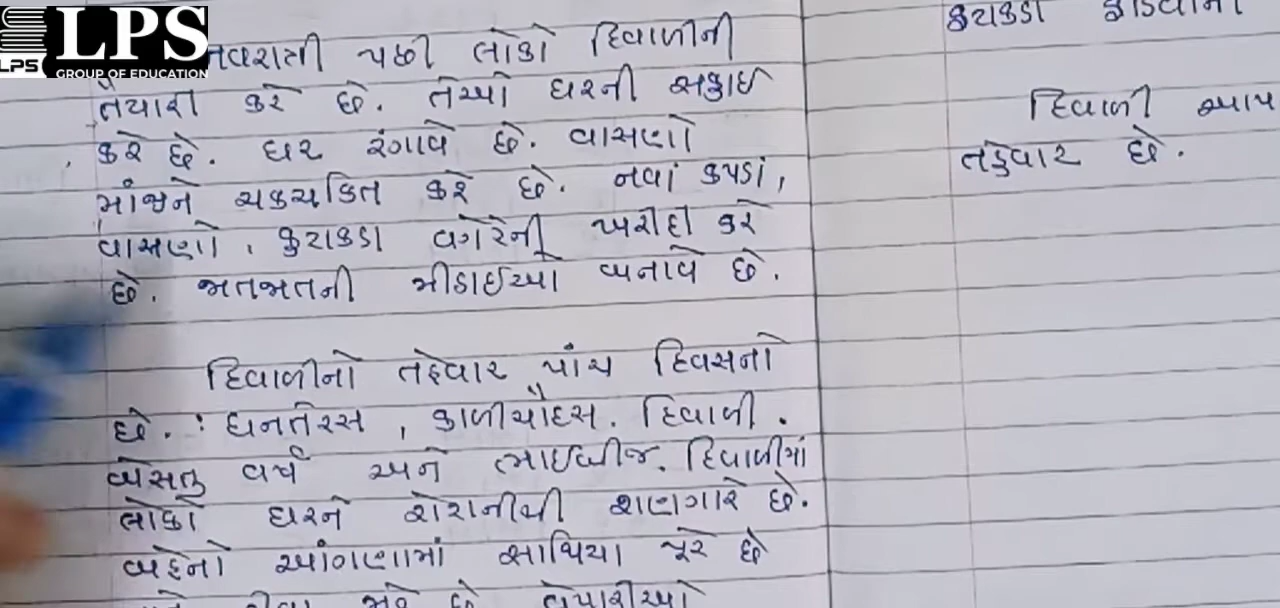 LPS
LPS
GROUP OF EDUCATION
નવરાત્રી પછી લોકો દિવાળીની
તૈયારી કરે છે. તેઓ ઘરની સફાઈ
કરે છે. ઘર રંગાવે છે. વાસણો
માંજીને ચકચકિત કરે છે. નવાં કપડાં,
વાસણો, ફટાકડા વગેરેની ખરીદી કરે
છે. જાતજાતની મીઠાઈઓ બનાવે છે.
દિવાળીનો તહેવાર પાંચ દિવસનો
છે. : ધનતેરસ, કાળીચૌદસ. દિવાળી.
બેસતુ વર્ષ અને ભાઈબીજ. દિવાળીમાં
લોકો ઘરને રોશનીથી શણગારે છે.
બહેનો આંગણામાં સાથિયા પૂરે છે
છે વેપારીઓ
ફટાકડા ફોડવાની
દિવાળી આપ
તહેવાર છે.